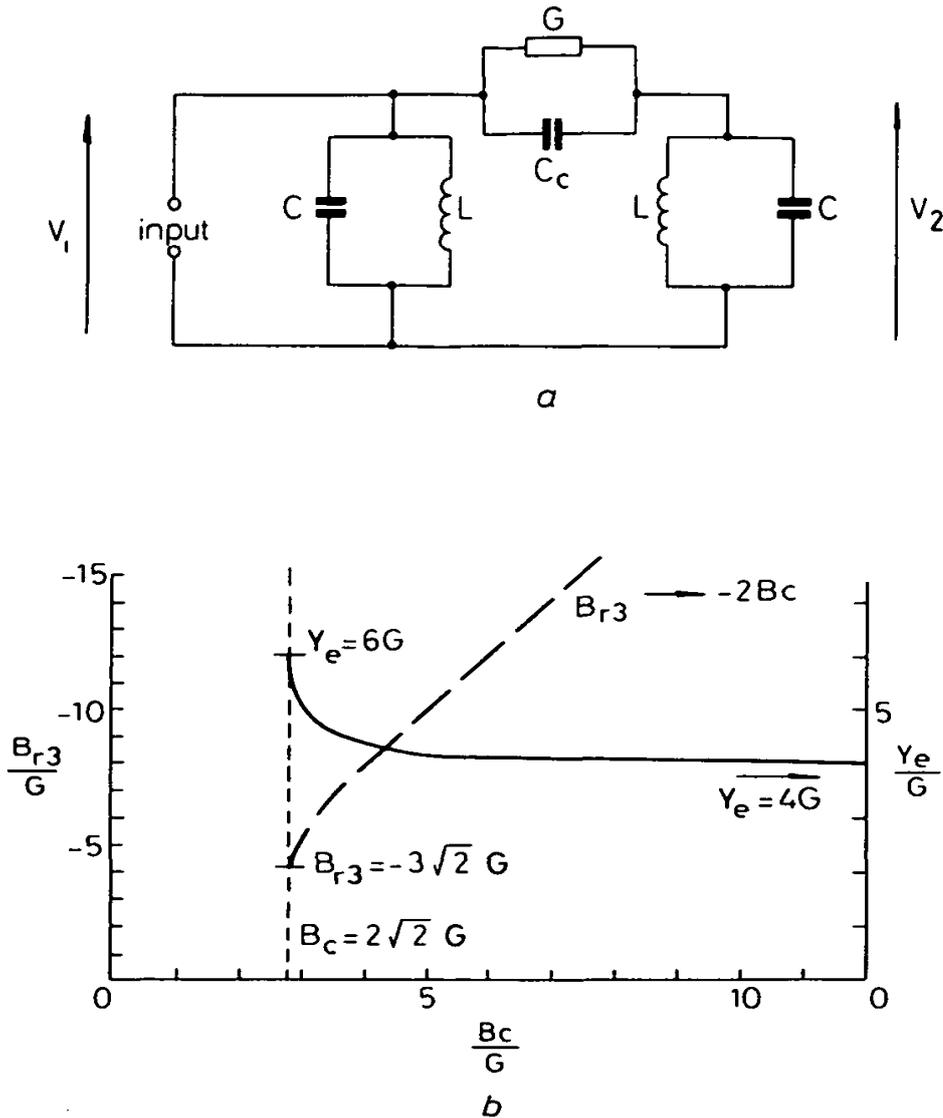 G
C_c
C
L
L
C
V_1
input
V_2
a
-15
B_r3 → -2Bc
Y_e = 6G
-10
5
B_r3
G
Y_e
G
Y_e = 4G
-5
B_r3 = -3√2 G
B_c = 2√2 G
0
5
10
0
Bc
G
b